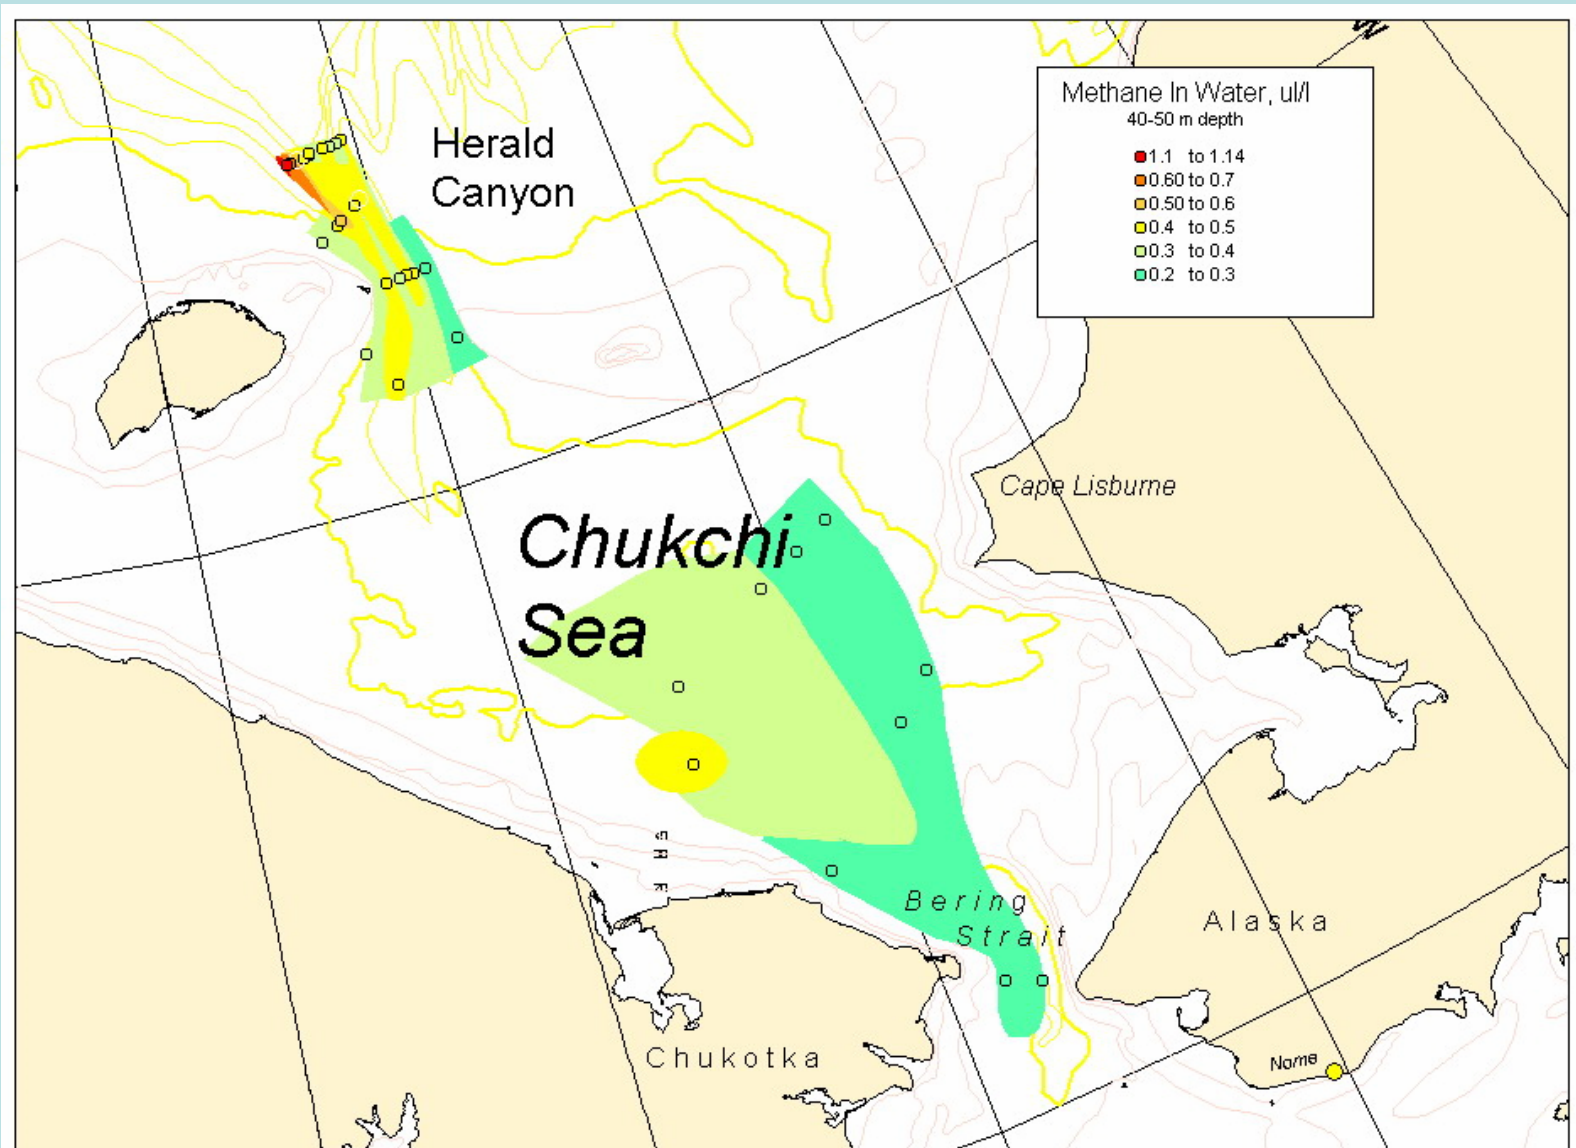 W
Methane In Water, ul/l
40-50 m depth
1.1 to 1.14
0.60 to 0.7
0.50 to 0.6
0.4 to 0.5
0.3 to 0.4
0.2 to 0.3
Herald
Canyon
Cape Lisburne
Chukchi
Sea
Bering
Strait
Alaska
Chukotka
Nome